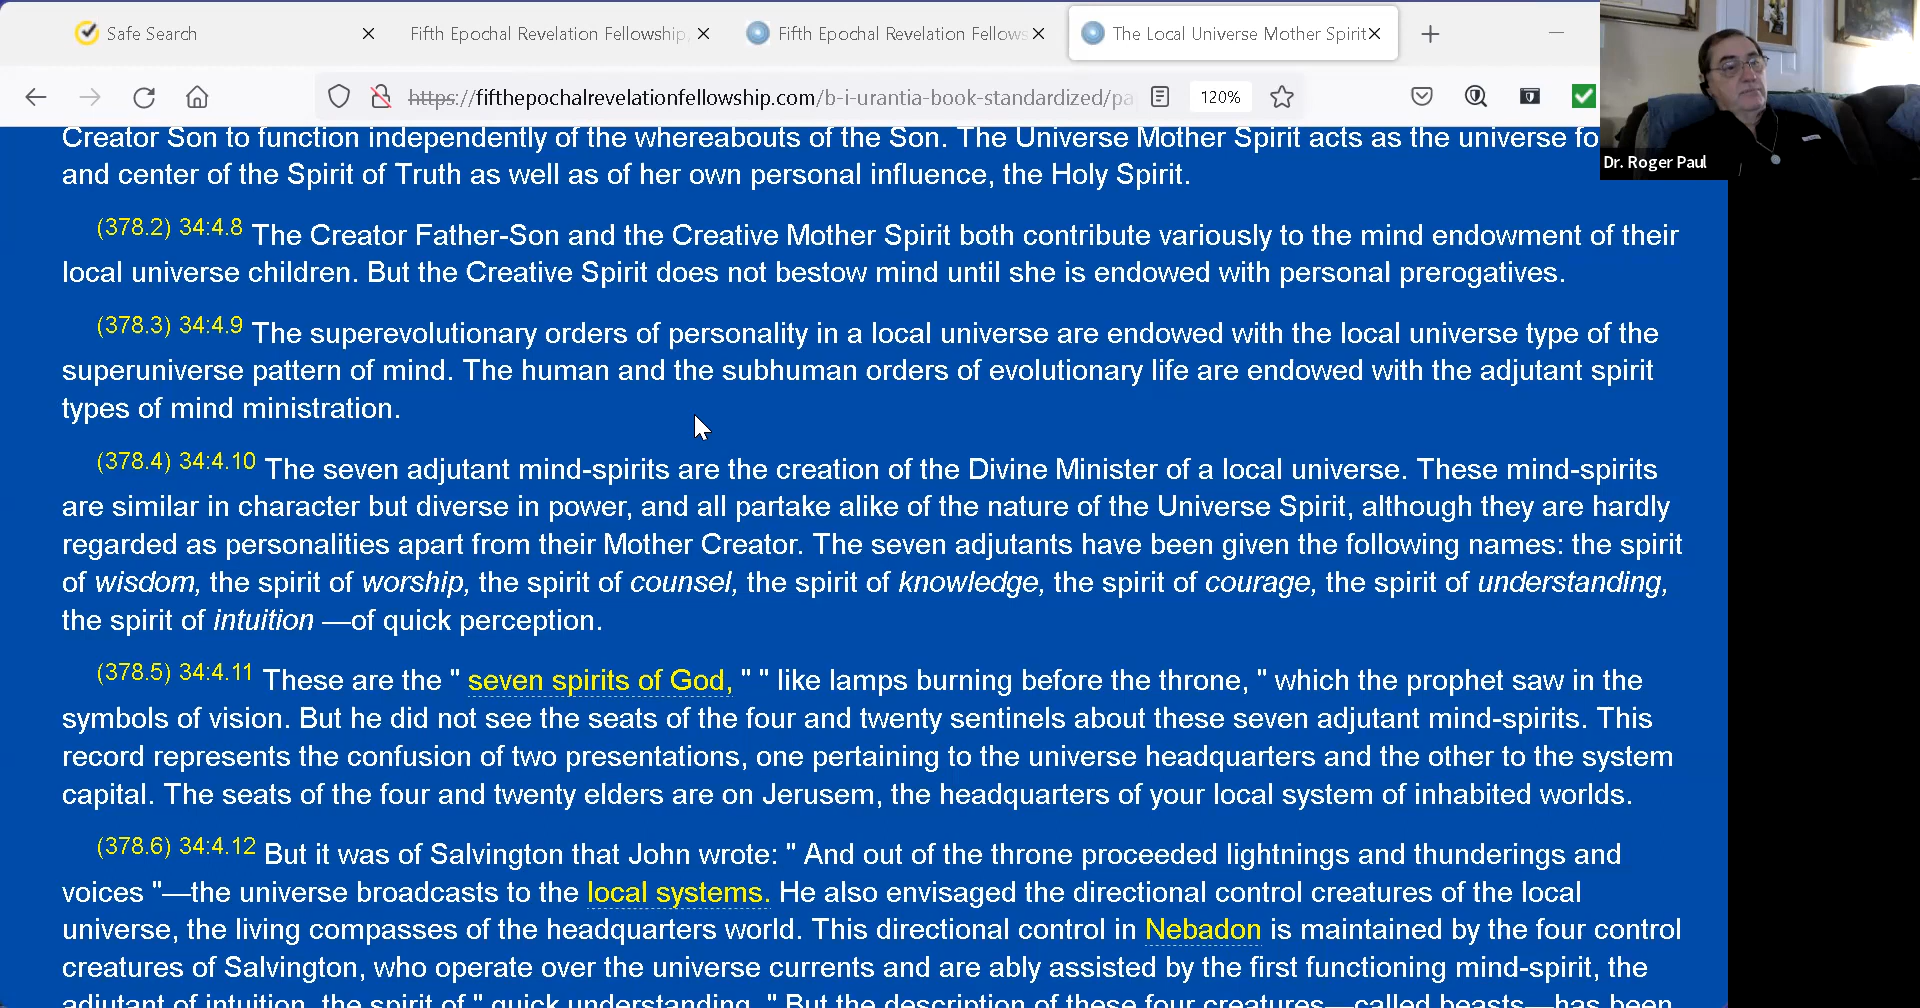 Safe Search
Fifth Epochal Revelation Fellowship,
Fifth Epochal Revelation Fellows
The Local Universe Mother Spirit
https://fifthepochalrevelationfellowship.com/b-i-urantia-book-standardized/pa
120%
Dr. Roger Paul
Creator Son to function independently of the whereabouts of the Son. The Universe Mother Spirit acts as the universe fo
and center of the Spirit of Truth as well as of her own personal influence, the Holy Spirit.
(378.2) 34:4.8 The Creator Father-Son and the Creative Mother Spirit both contribute variously to the mind endowment of their
local universe children. But the Creative Spirit does not bestow mind until she is endowed with personal prerogatives.
(378.3) 34:4.9 The superevolutionary orders of personality in a local universe are endowed with the local universe type of the
superuniverse pattern of mind. The human and the subhuman orders of evolutionary life are endowed with the adjutant spirit
types of mind ministration.
(378.4) 34:4.10 The seven adjutant mind-spirits are the creation of the Divine Minister of a local universe. These mind-spirits
are similar in character but diverse in power, and all partake alike of the nature of the Universe Spirit, although they are hardly
regarded as personalities apart from their Mother Creator. The seven adjutants have been given the following names: the spirit
of wisdom, the spirit of worship, the spirit of counsel, the spirit of knowledge, the spirit of courage, the spirit of understanding,
the spirit of intuition —of quick perception.
(378.5) 34:4.11 These are the " seven spirits of God, " " like lamps burning before the throne, " which the prophet saw in the
symbols of vision. But he did not see the seats of the four and twenty sentinels about these seven adjutant mind-spirits. This
record represents the confusion of two presentations, one pertaining to the universe headquarters and the other to the system
capital. The seats of the four and twenty elders are on Jerusem, the headquarters of your local system of inhabited worlds.
(378.6) 34:4.12 But it was of Salvington that John wrote: " And out of the throne proceeded lightnings and thunderings and
voices "—the universe broadcasts to the local systems. He also envisaged the directional control creatures of the local
universe, the living compasses of the headquarters world. This directional control in Nebadon is maintained by the four control
creatures of Salvington, who operate over the universe currents and are ably assisted by the first functioning mind-spirit, the
adjutant of intuition, the spirit of " quick understanding. " But the description of these four creatures—called beasts—has been